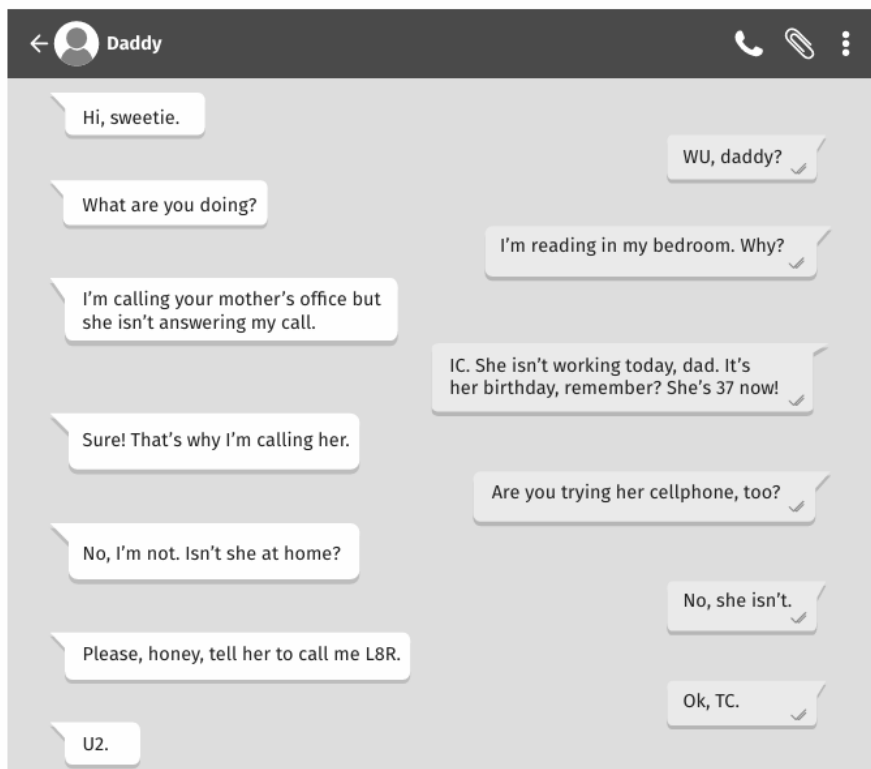 Daddy
Hi, sweetie.
WU, daddy?
What are you doing?
I'm reading in my bedroom. Why?
I'm calling your mother's office but
she isn't answering my call.
IC. She isn't working today, dad. It's
her birthday, remember? She's 37 now!
Sure! That's why I'm calling her.
Are you trying her cellphone, too?
No, I'm not. Isn't she at home?
No, she isn't.
Please, honey, tell her to call me L8R.
Ok, TC.
U2.